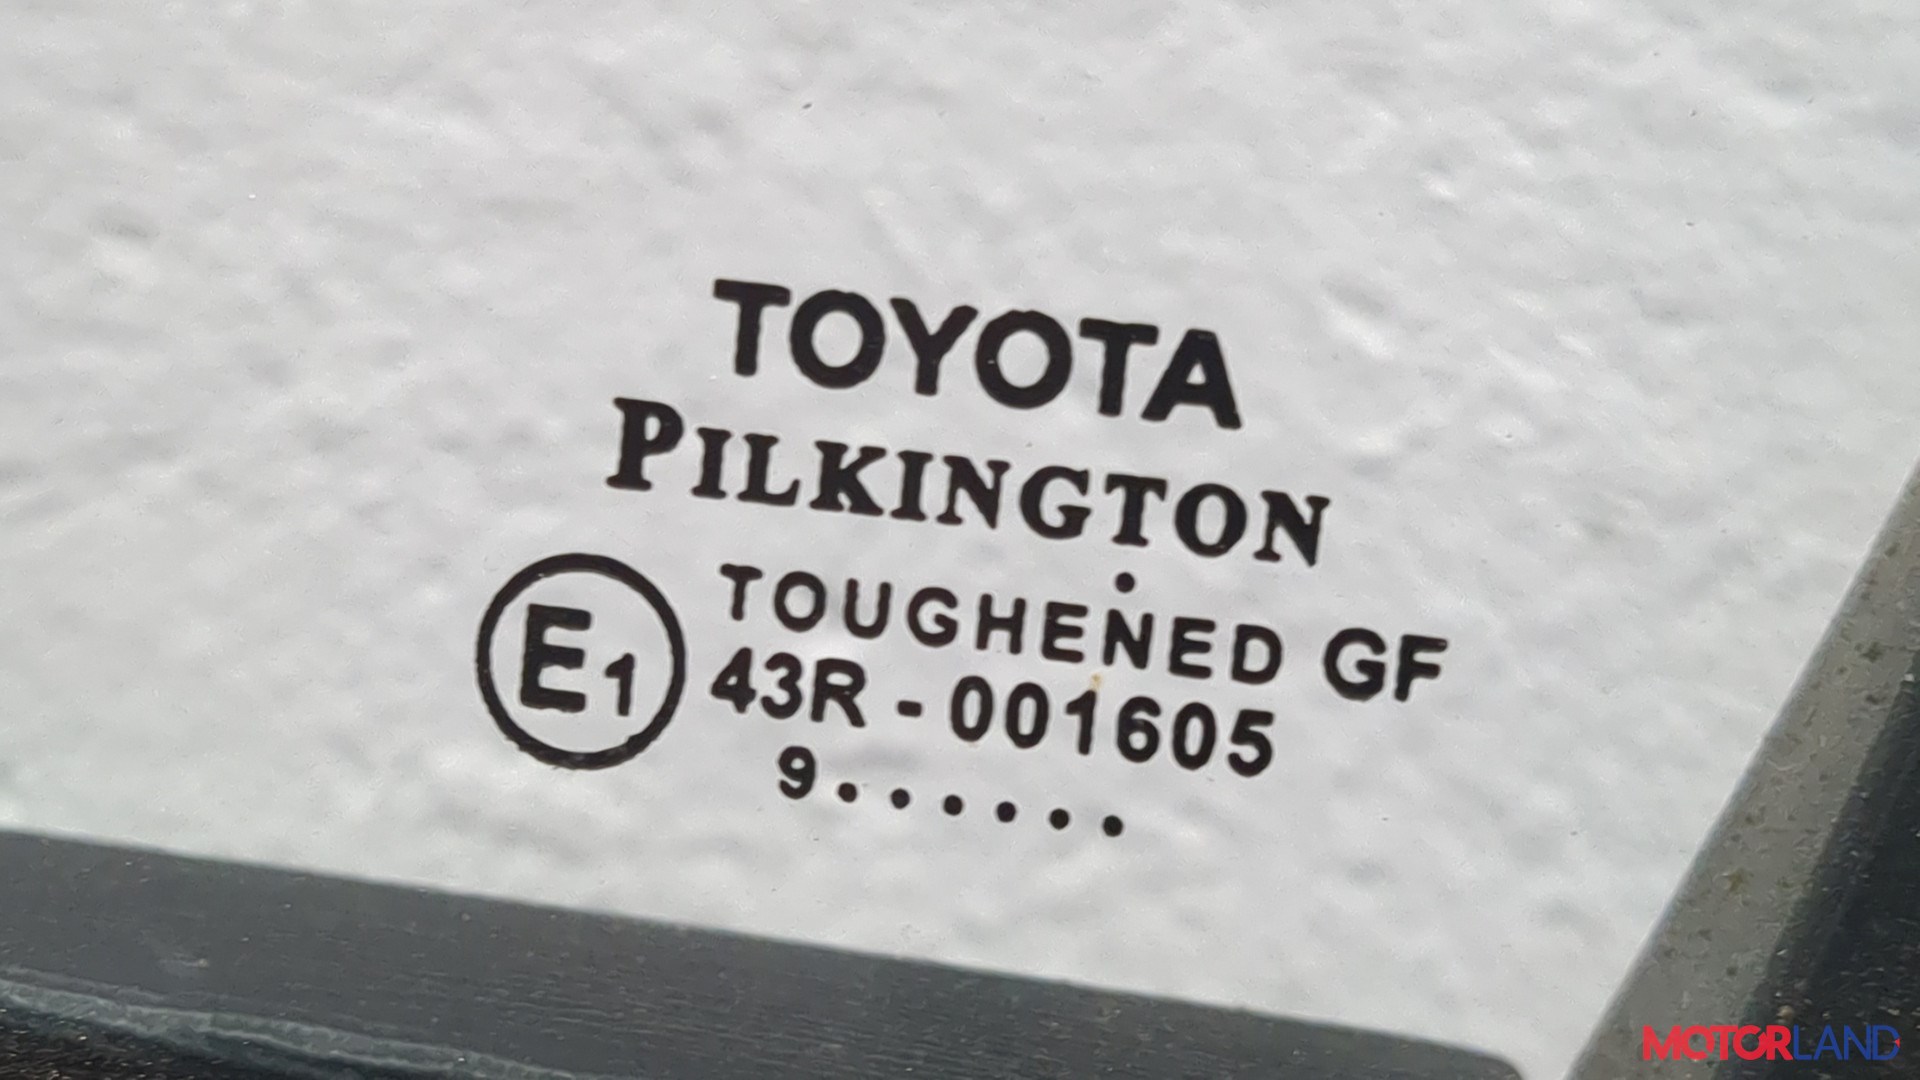 TOYOTA
PILKINGTON
.
TOUGHENED GF
E1 43R - 001605
9......
MOTORLAND